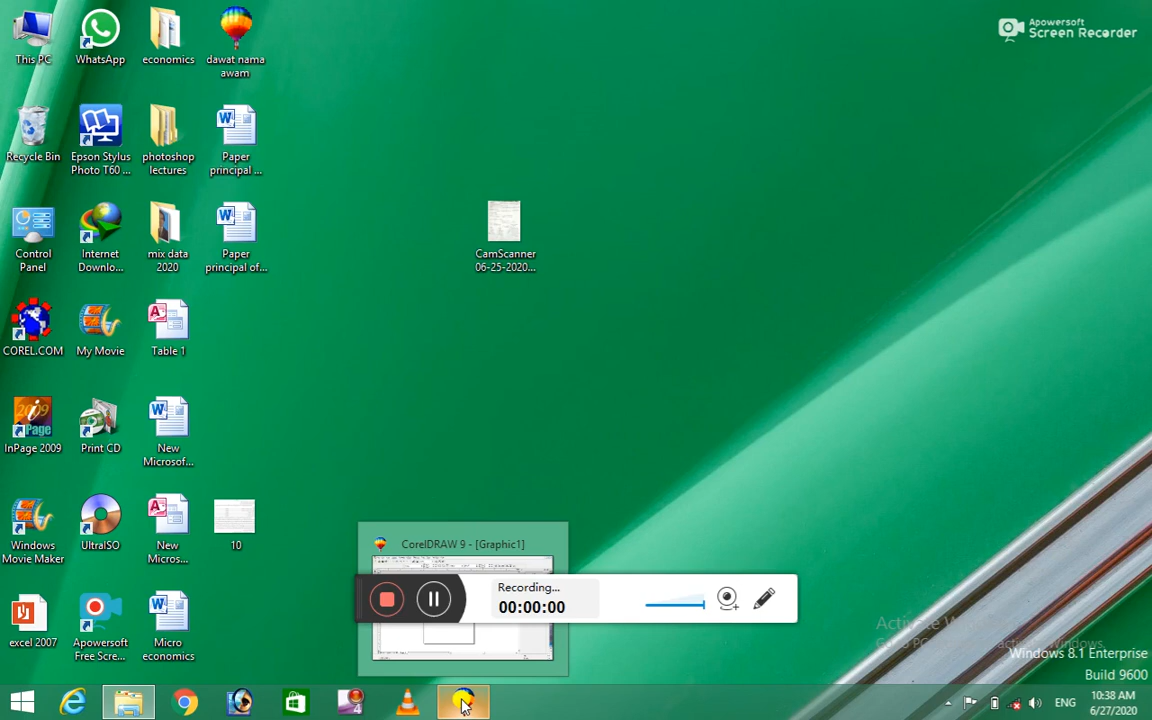 This PC
WhatsApp
economics
dawat nama
awam
Apowersoft
Screen Recorder
Recycle Bin
Epson Stylus
Photo T60 ...
photoshop
lectures
Paper
principal ...
Control
Panel
Internet
Downlo...
mix data
2020
Paper
principal of...
CamScanner
06-25-2020...
COREL.COM
My Movie
Table 1
InPage 2009
Print CD
New
Microsof...
Windows
Movie Maker
UltraISO
New
Micros...
10
CorelDRAW 9 - [Graphic1]
Recording...
00:00:00
excel 2007
Apowersoft
Free Scre...
Micro
economics
Windows 8.1 Enterprise
Build 9600
ENG
10:38 AM
6/27/2020